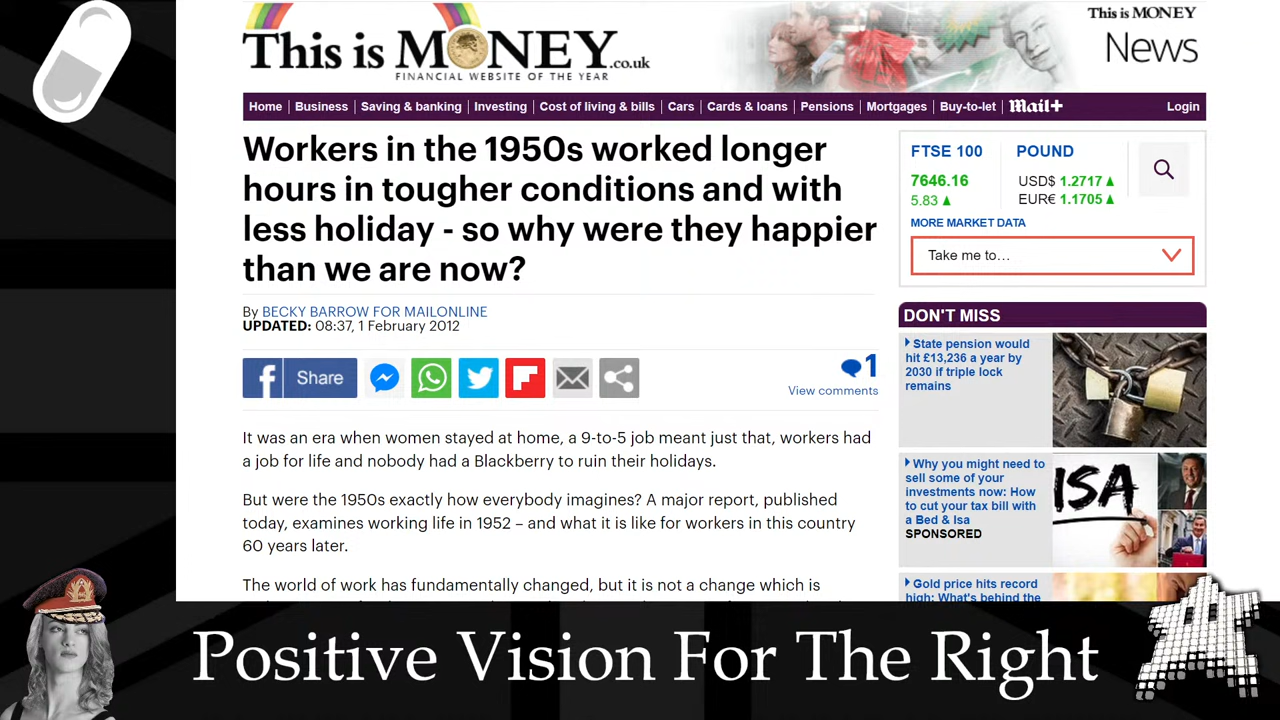 This is MONEY.co.uk
FINANCIAL WEBSITE OF THE YEAR
This is MONEY
News
Home | Business | Saving & banking | Investing | Cost of living & bills | Cars | Cards & loans | Pensions | Mortgages | Buy-to-let | Mail+
Login
Workers in the 1950s worked longer
hours in tougher conditions and with
less holiday - so why were they happier
than we are now?
By BECKY BARROW FOR MAILONLINE
UPDATED: 08:37, 1 February 2012
Share
1
View comments
It was an era when women stayed at home, a 9-to-5 job meant just that, workers had
a job for life and nobody had a Blackberry to ruin their holidays.
But were the 1950s exactly how everybody imagines? A major report, published
today, examines working life in 1952 – and what it is like for workers in this country
60 years later.
The world of work has fundamentally changed, but it is not a change which is
FTSE 100
7646.16
5.83 ▲
POUND
USD$ 1.2717 ▲
EUR€ 1.1705 ▲
MORE MARKET DATA
Take me to…
DON'T MISS
State pension would
hit £13,236 a year by
2030 if triple lock
remains
Why you might need to
sell some of your
investments now: How
to cut your tax bill with
a Bed & Isa
SPONSORED
ISA
Gold price hits record
high: What's behind the
Positive Vision For The Right